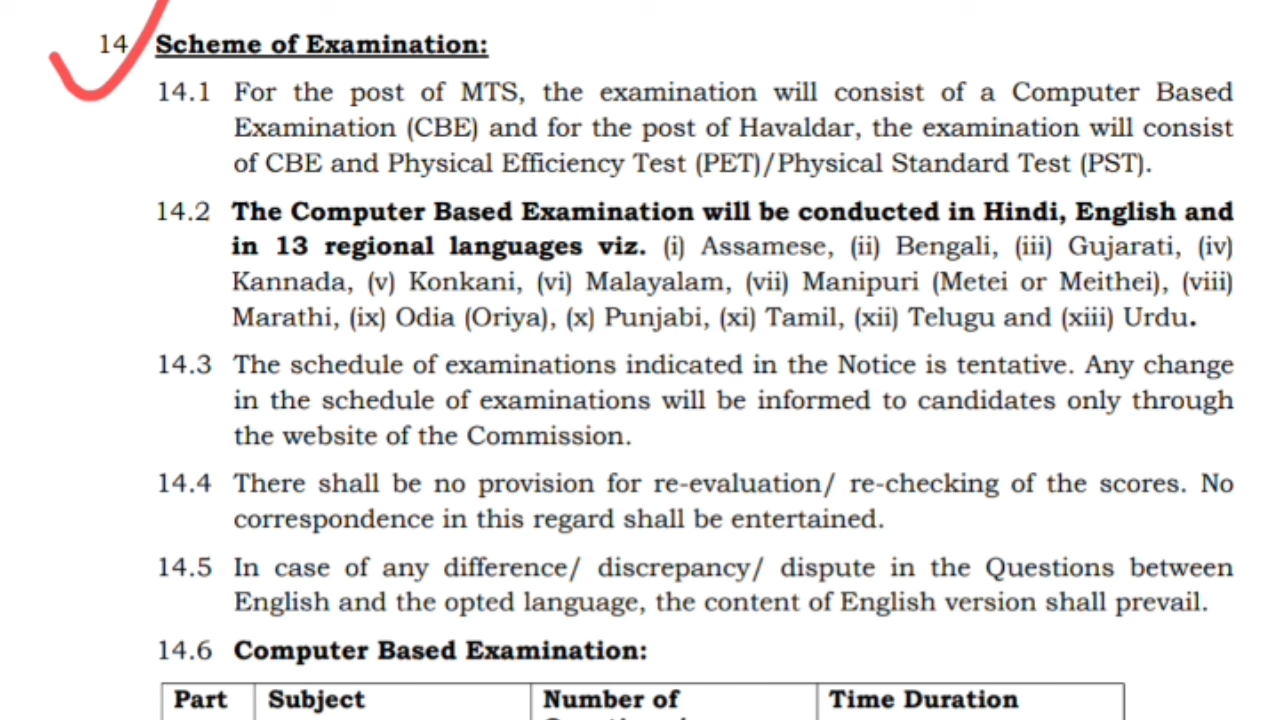 14 Scheme of Examination:
14.1 For the post of MTS, the examination will consist of a Computer Based
Examination (CBE) and for the post of Havaldar, the examination will consist
of CBE and Physical Efficiency Test (PET)/Physical Standard Test (PST).
14.2 The Computer Based Examination will be conducted in Hindi, English and
in 13 regional languages viz. (i) Assamese, (ii) Bengali, (iii) Gujarati, (iv)
Kannada, (v) Konkani, (vi) Malayalam, (vii) Manipuri (Metei or Meithei), (viii)
Marathi, (ix) Odia (Oriya), (x) Punjabi, (xi) Tamil, (xii) Telugu and (xiii) Urdu.
14.3 The schedule of examinations indicated in the Notice is tentative. Any change
in the schedule of examinations will be informed to candidates only through
the website of the Commission.
14.4 There shall be no provision for re-evaluation/ re-checking of the scores. No
correspondence in this regard shall be entertained.
14.5 In case of any difference/ discrepancy/ dispute in the Questions between
English and the opted language, the content of English version shall prevail.
14.6 Computer Based Examination:
Part Subject Number of Time Duration